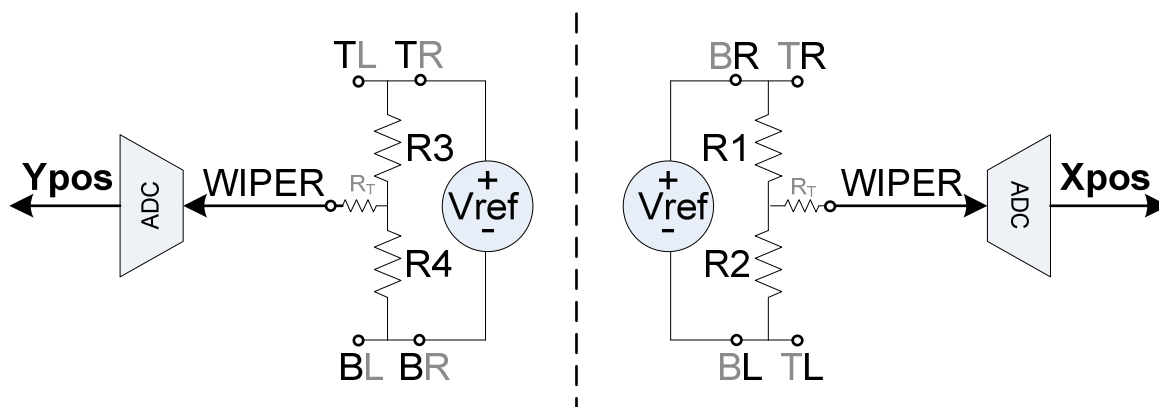 TL TR
R3
Ypos
ADC
WIPER
RT
+
Vref
-
R4
BL BR
BR TR
R1
+
Vref
-
RT
WIPER
ADC
Xpos
R2
BL TL